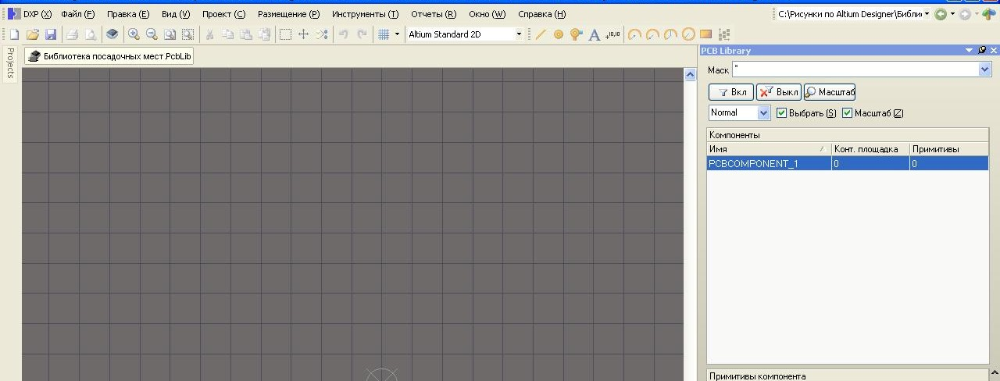 DXP (X) Файл (F) Правка (E) Вид (V) Проект (C) Размещение (P) Инструменты (T) Отчеты (R) Окно (W) Справка (H) C:\Рисунки по Altium Designer\Библи
Altium Standard 2D
+10,10
Projects
Библиотека посадочных мест.PcbLib
PCB Library
Маск *
Вкл Выкл Масштаб
Normal Выбрать (S) Масштаб (Z)
Компоненты
Имя Конт. площадка Примитивы
PCBCOMPONENT_1 0 0
Примитивы компонента